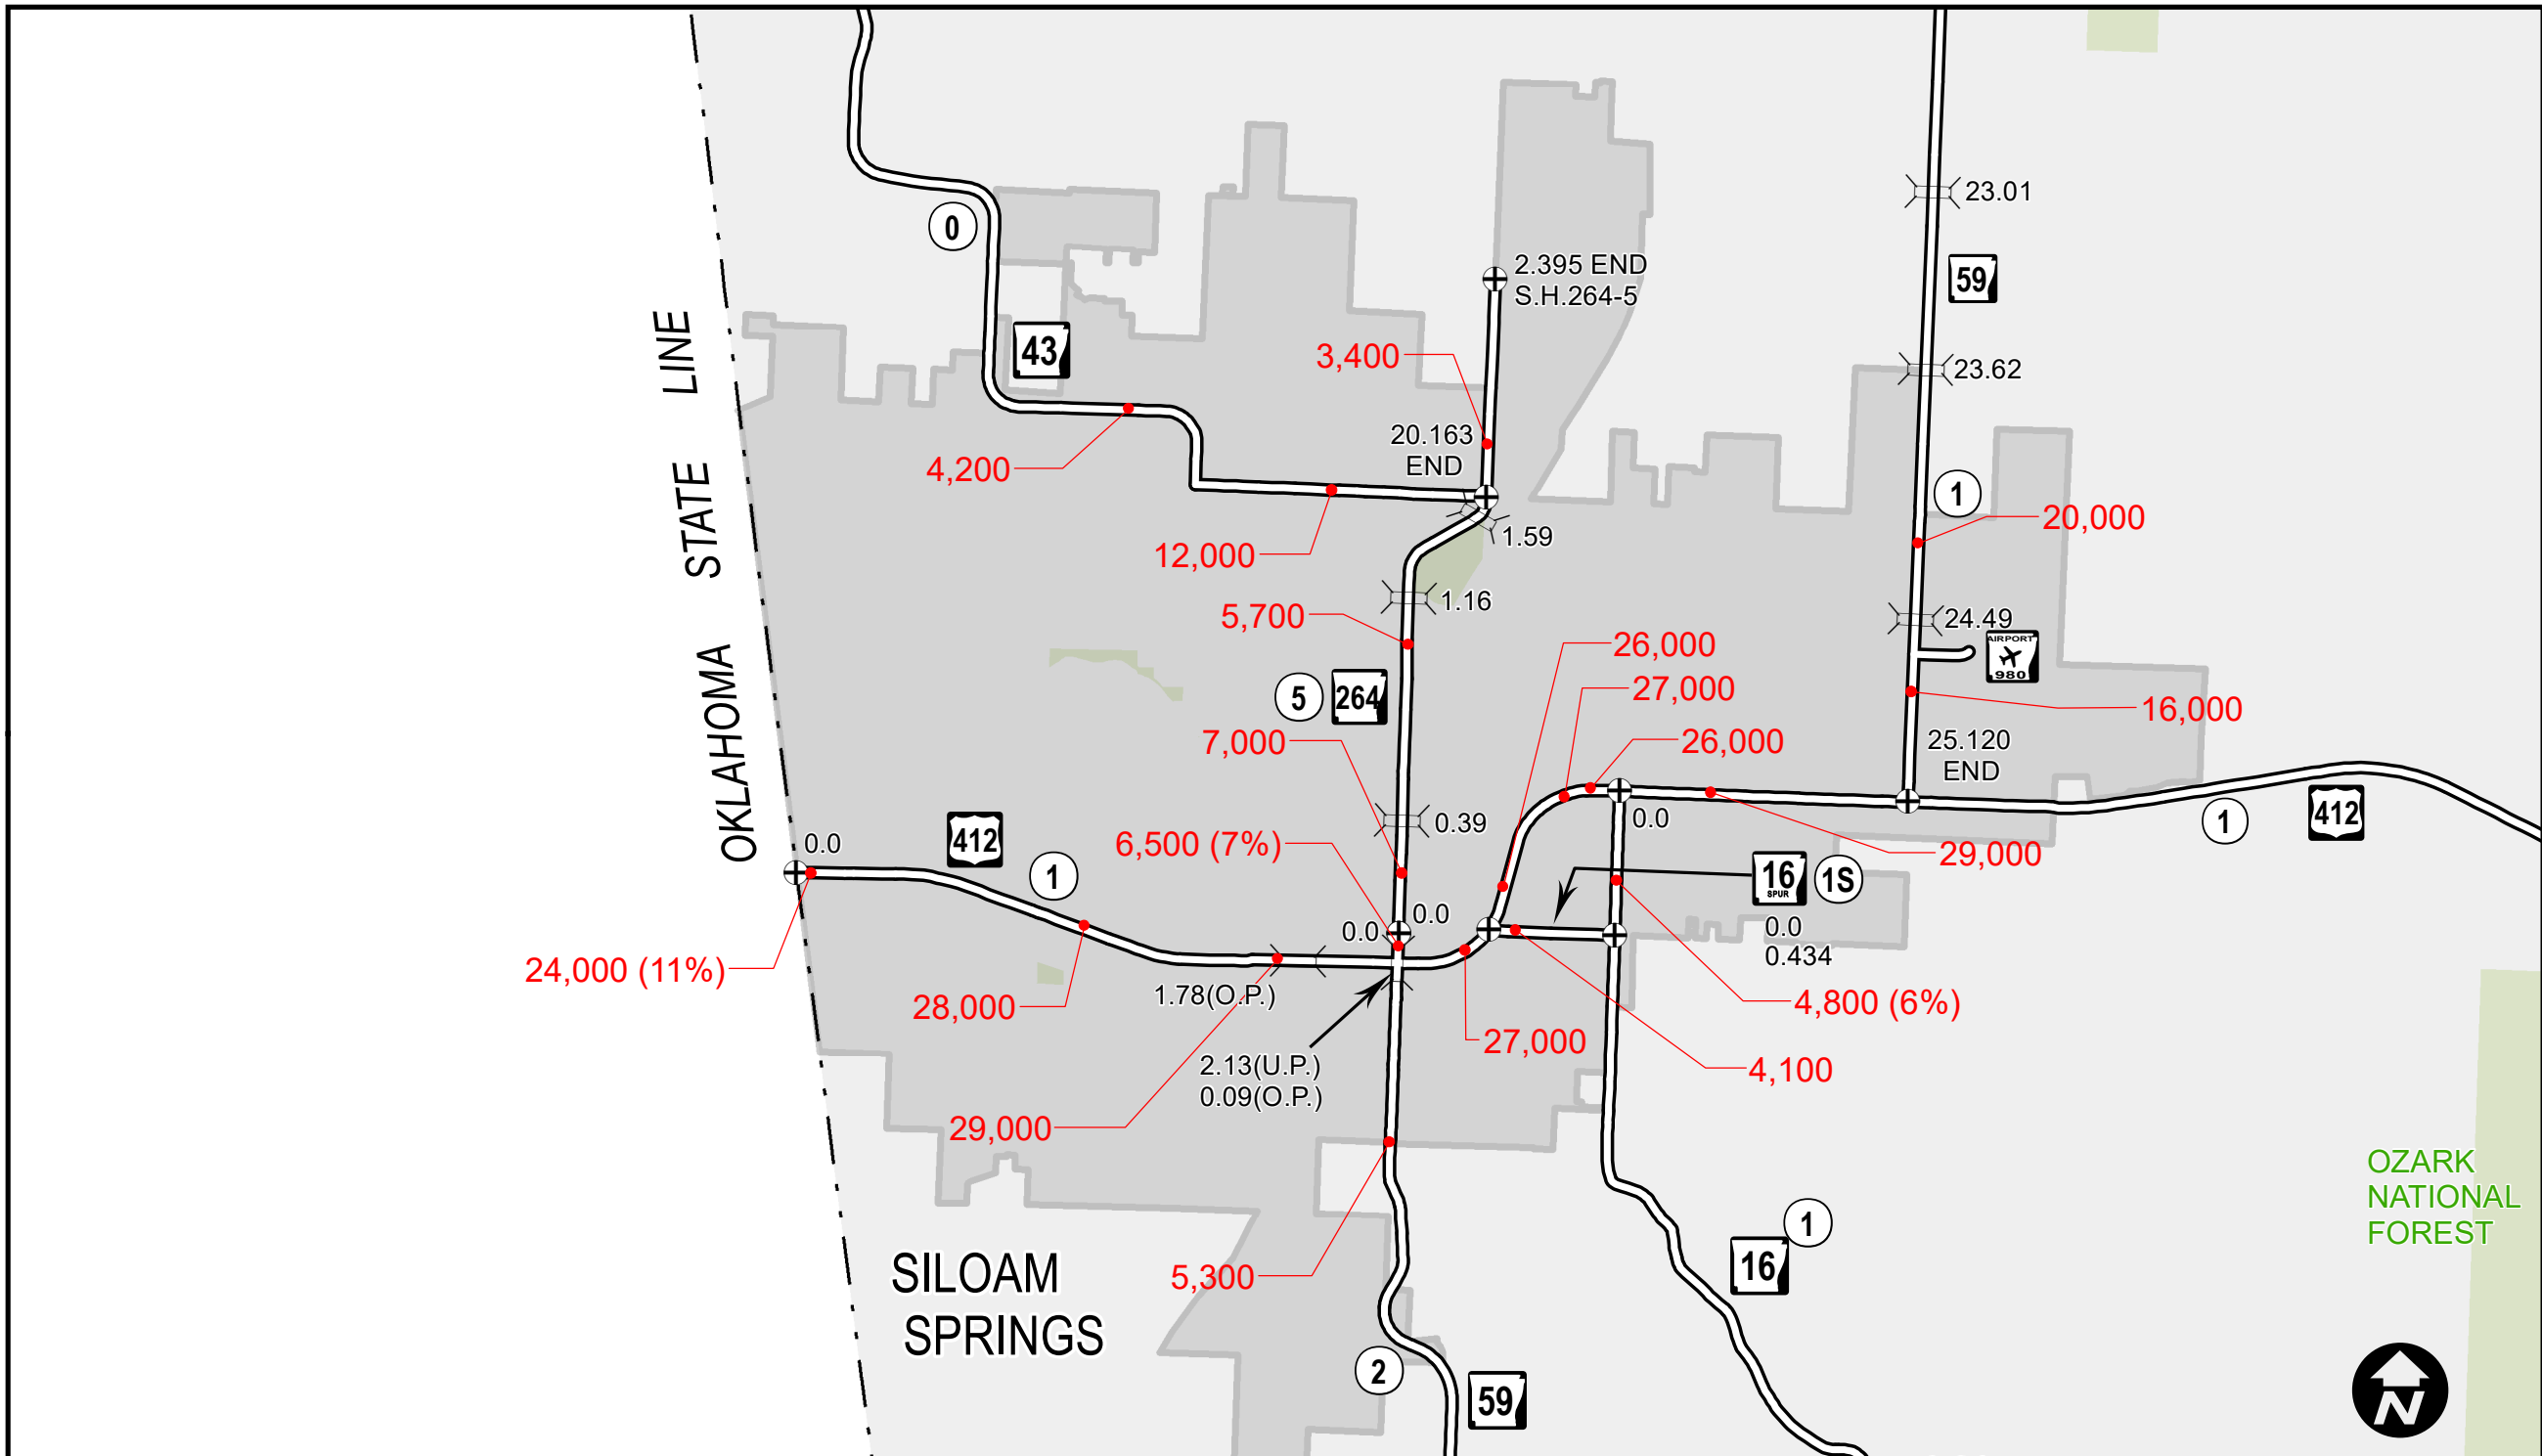 0
43
23.01
59
2.395 END
S.H.264-5
3,400
23.62
20.163
END
4,200
1
20,000
12,000
1.59
1.16
5,700
24.49
AIRPORT
980
26,000
27,000
26,000
5
264
7,000
16,000
25.120
END
OKLAHOMA STATE LINE
412
0.0
1
0.39
6,500 (7%)
0.0
29,000
1
412
16
SPUR
1S
0.0
0.434
0.0
0.0
24,000 (11%)
28,000
1.78(O.P.)
4,800 (6%)
27,000
4,100
2.13(U.P.)
0.09(O.P.)
29,000
OZARK
NATIONAL
FOREST
5,300
SILOAM
SPRINGS
1
16
2
59
N